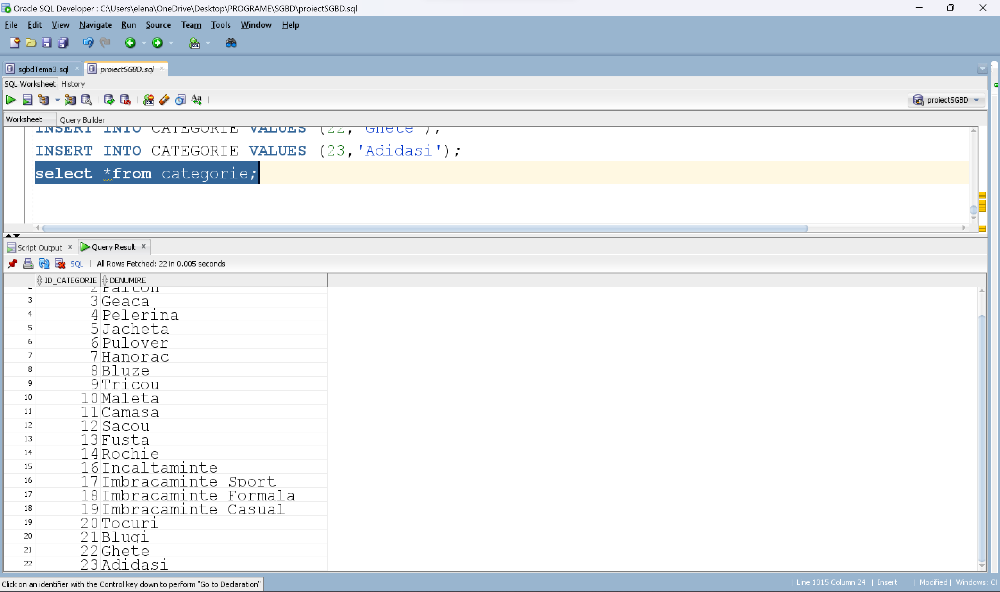 Oracle SQL Developer : C:\Users\elena\OneDrive\Desktop\PROGRAME\SGBD\proiectSGBD.sql
File Edit View Navigate Run Source Team Tools Window Help
sgbdTema3.sql proiectSGBD.sql
SQL Worksheet History
proiectSGBD
Worksheet Query Builder
INSERT INTO CATEGORIE VALUES (22,'Ghete');
INSERT INTO CATEGORIE VALUES (23,'Adidasi');
select *from categorie;
Script Output Query Result
SQL All Rows Fetched: 22 in 0.005 seconds
ID_CATEGORIE DENUMIRE
2 2 Palton
3 3 Geaca
4 4 Pelerina
5 5 Jacheta
6 6 Pulover
7 7 Hanorac
8 8 Bluze
9 9 Tricou
10 10 Maleta
11 11 Camasa
12 12 Sacou
13 13 Fusta
14 14 Rochie
15 16 Incaltaminte
16 17 Imbracaminte Sport
17 18 Imbracaminte Formala
18 19 Imbracaminte Casual
19 20 Tocuri
20 21 Blugi
21 22 Ghete
22 23 Adidasi
Click on an identifier with the Control key down to perform "Go to Declaration"
Line 1015 Column 24 | Insert | Modified | Windows: Cl